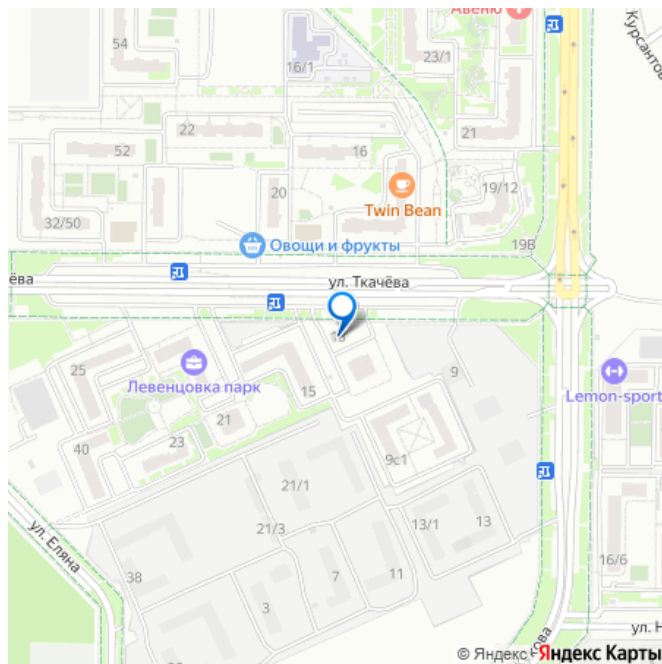 Авеню
Курсантов
54
16/1
23/1
22
16
21
52
20
Twin Bean
19/12
32/50
19В
Овощи и фрукты
ёва
ул. Ткачёва
25
Левенцовка парк
15
9
Lemon-sport
21
40
23
9с1
21/1
21/3
13/1
13
ул. Еляна
38
7
11
16/6
3
ул. Н
ова
© Яндекс
Яндекс Карты